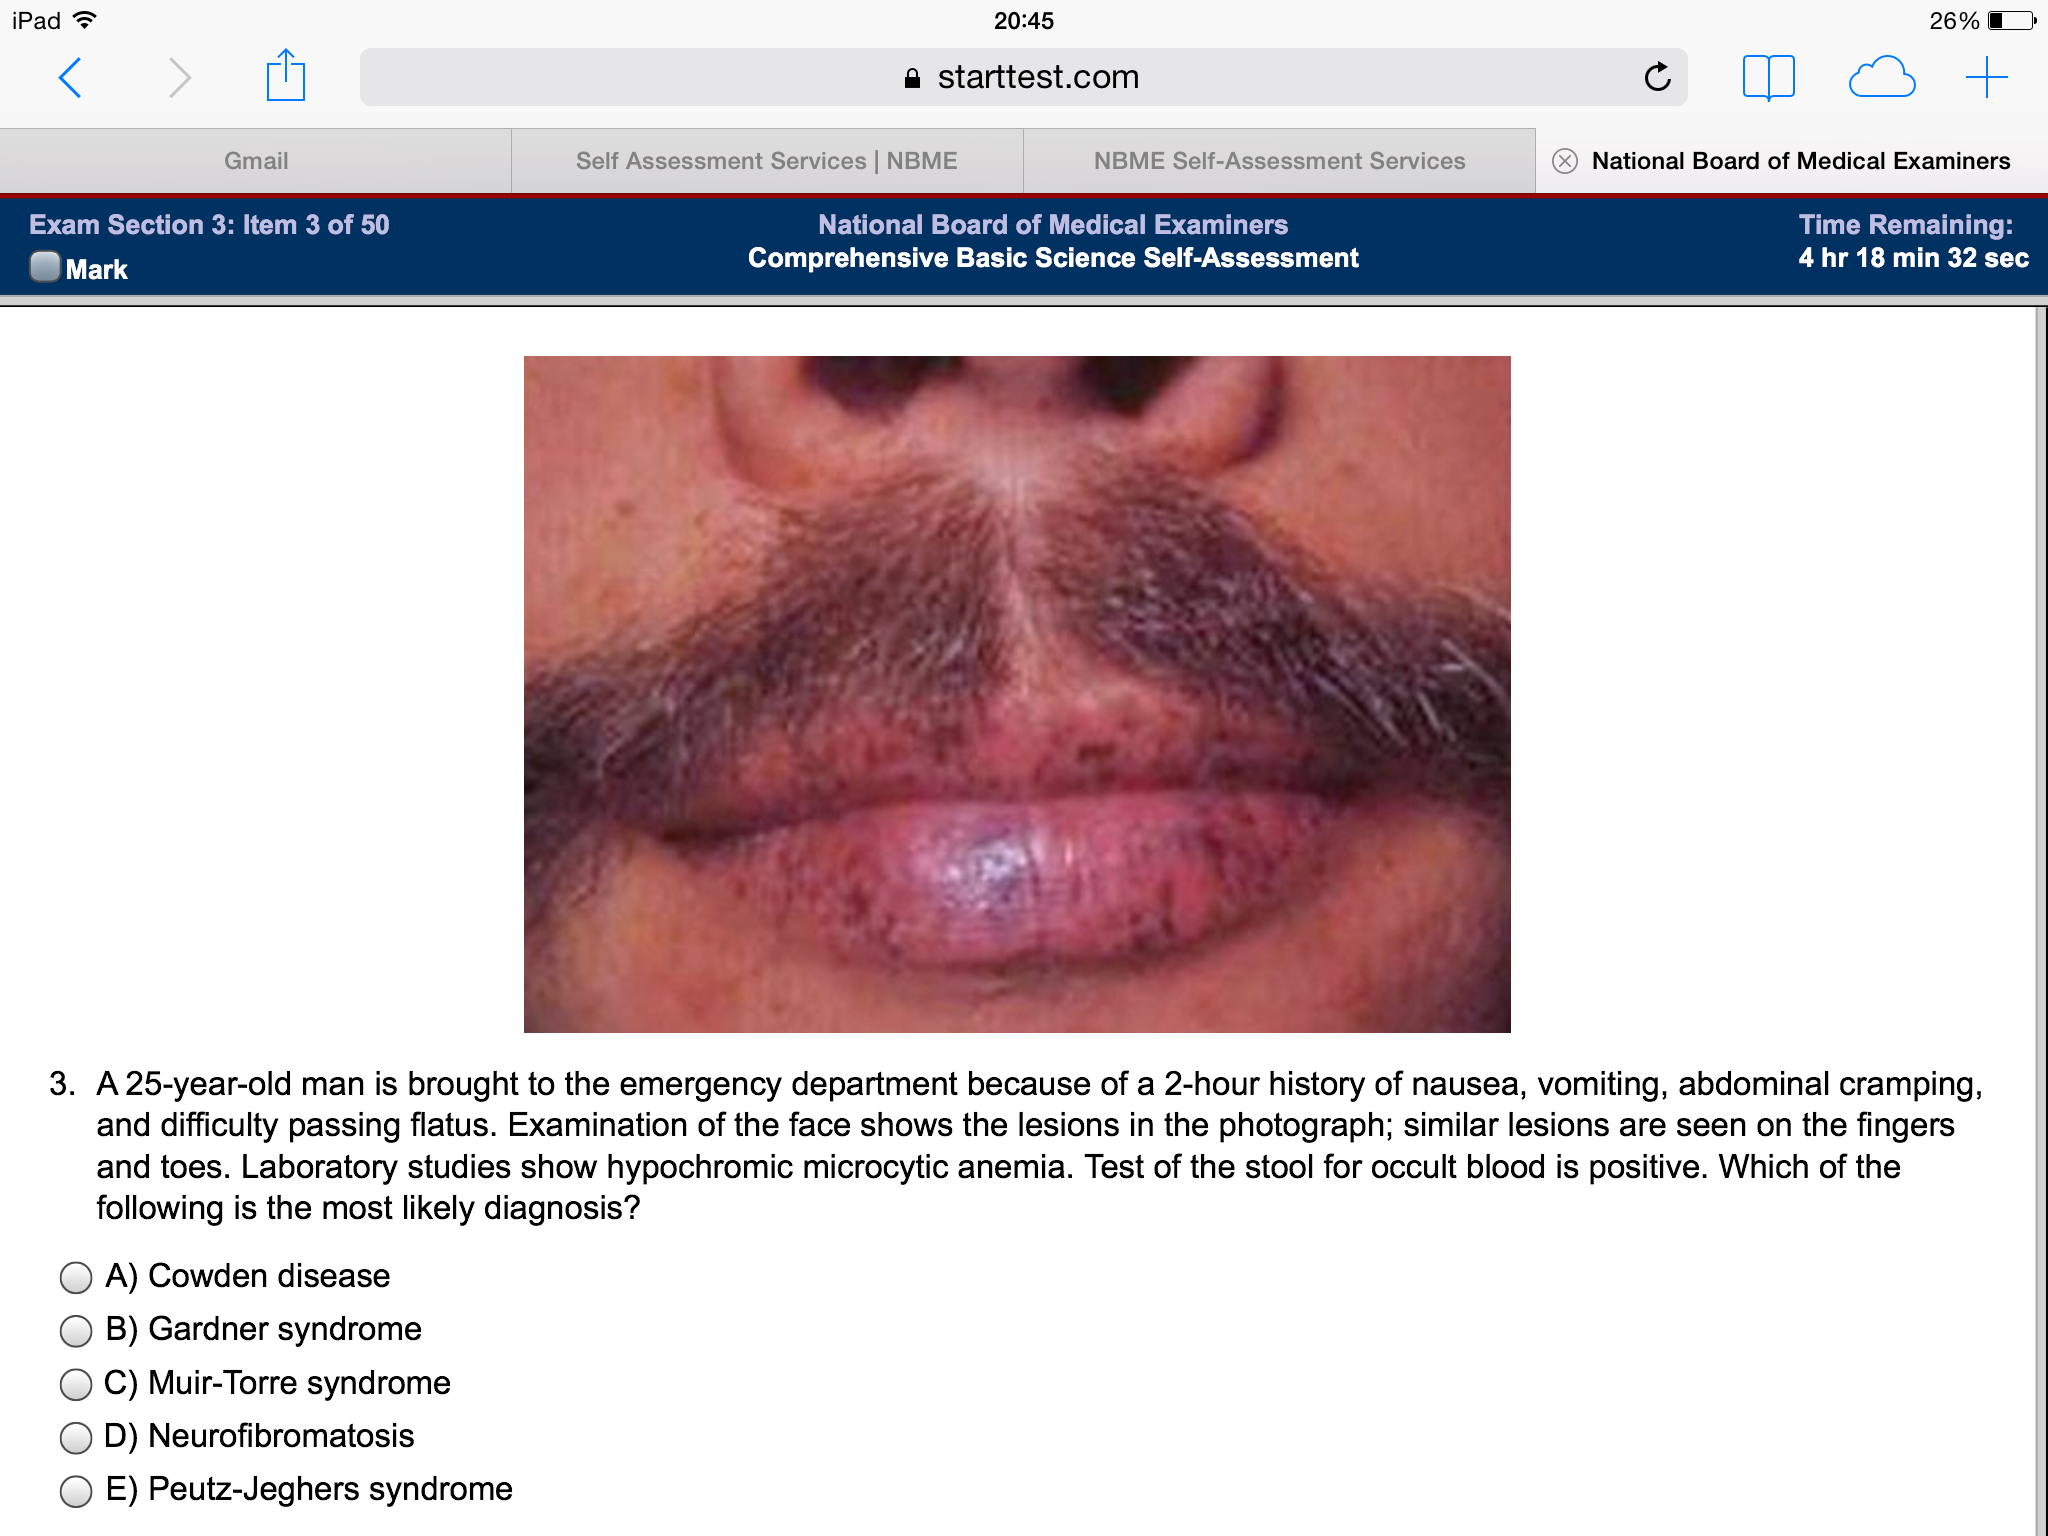 iPad
20:45
26%
starttest.com
Gmail
Self Assessment Services | NBME
NBME Self-Assessment Services
National Board of Medical Examiners
Exam Section 3: Item 3 of 50
National Board of Medical Examiners
Time Remaining:
Mark
Comprehensive Basic Science Self-Assessment
4 hr 18 min 32 sec
3. A 25-year-old man is brought to the emergency department because of a 2-hour history of nausea, vomiting, abdominal cramping,
and difficulty passing flatus. Examination of the face shows the lesions in the photograph; similar lesions are seen on the fingers
and toes. Laboratory studies show hypochromic microcytic anemia. Test of the stool for occult blood is positive. Which of the
following is the most likely diagnosis?
A) Cowden disease
B) Gardner syndrome
C) Muir-Torre syndrome
D) Neurofibromatosis
E) Peutz-Jeghers syndrome